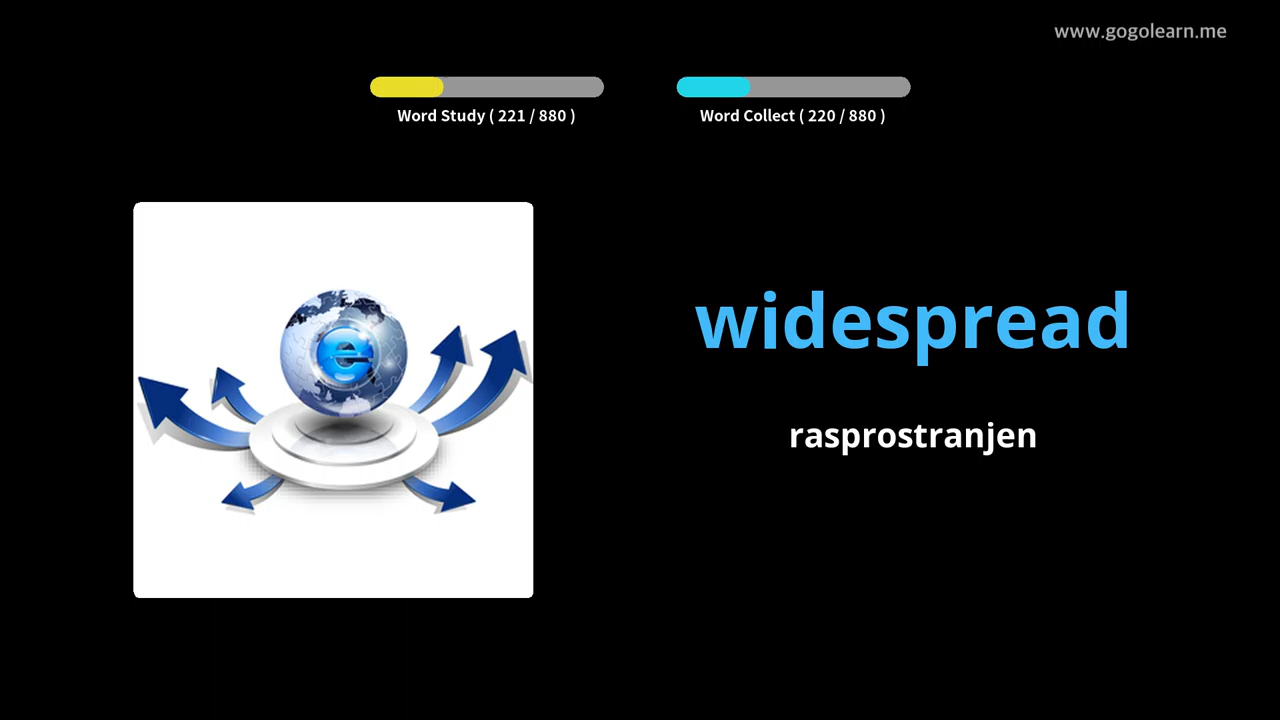 www.gogolearn.me
Word Study ( 221 / 880 )
Word Collect ( 220 / 880 )
e
widespread
rasprostranjen